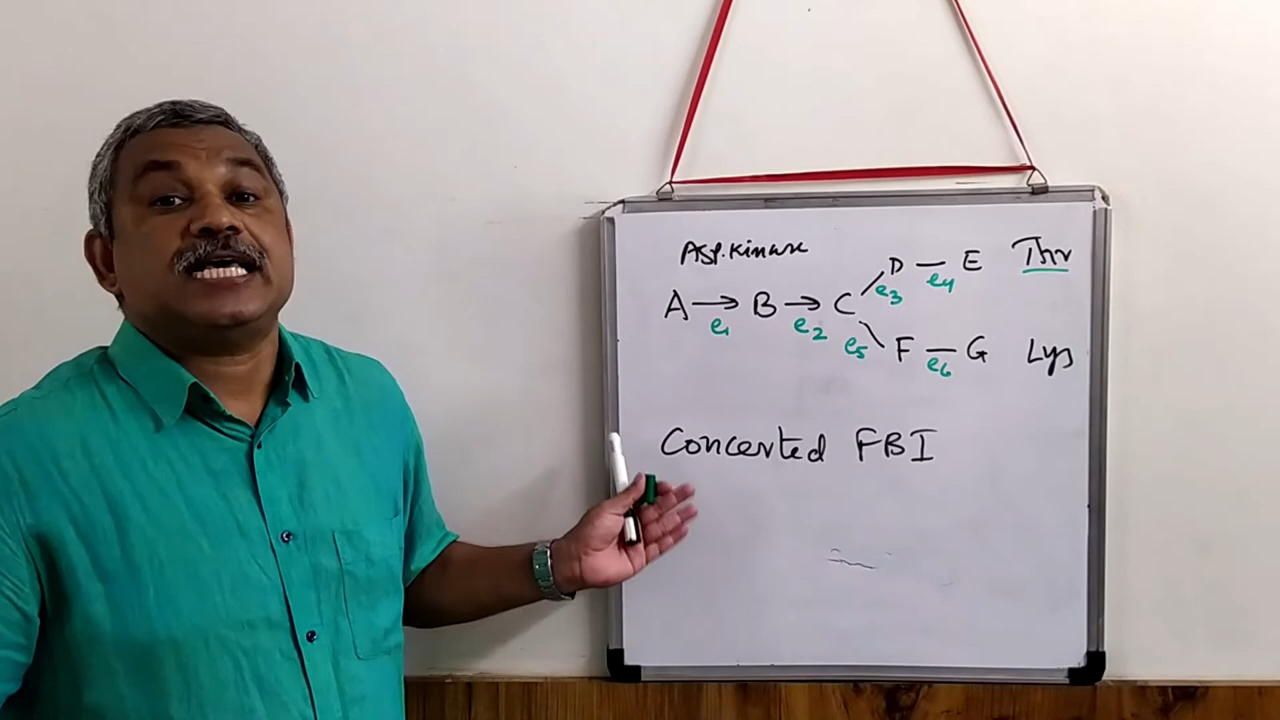 Asp.Kinase
D — E Thr
A → B → C
e3 e4
e1 e2
e5 F — G Lys
e6
Concerted FBI